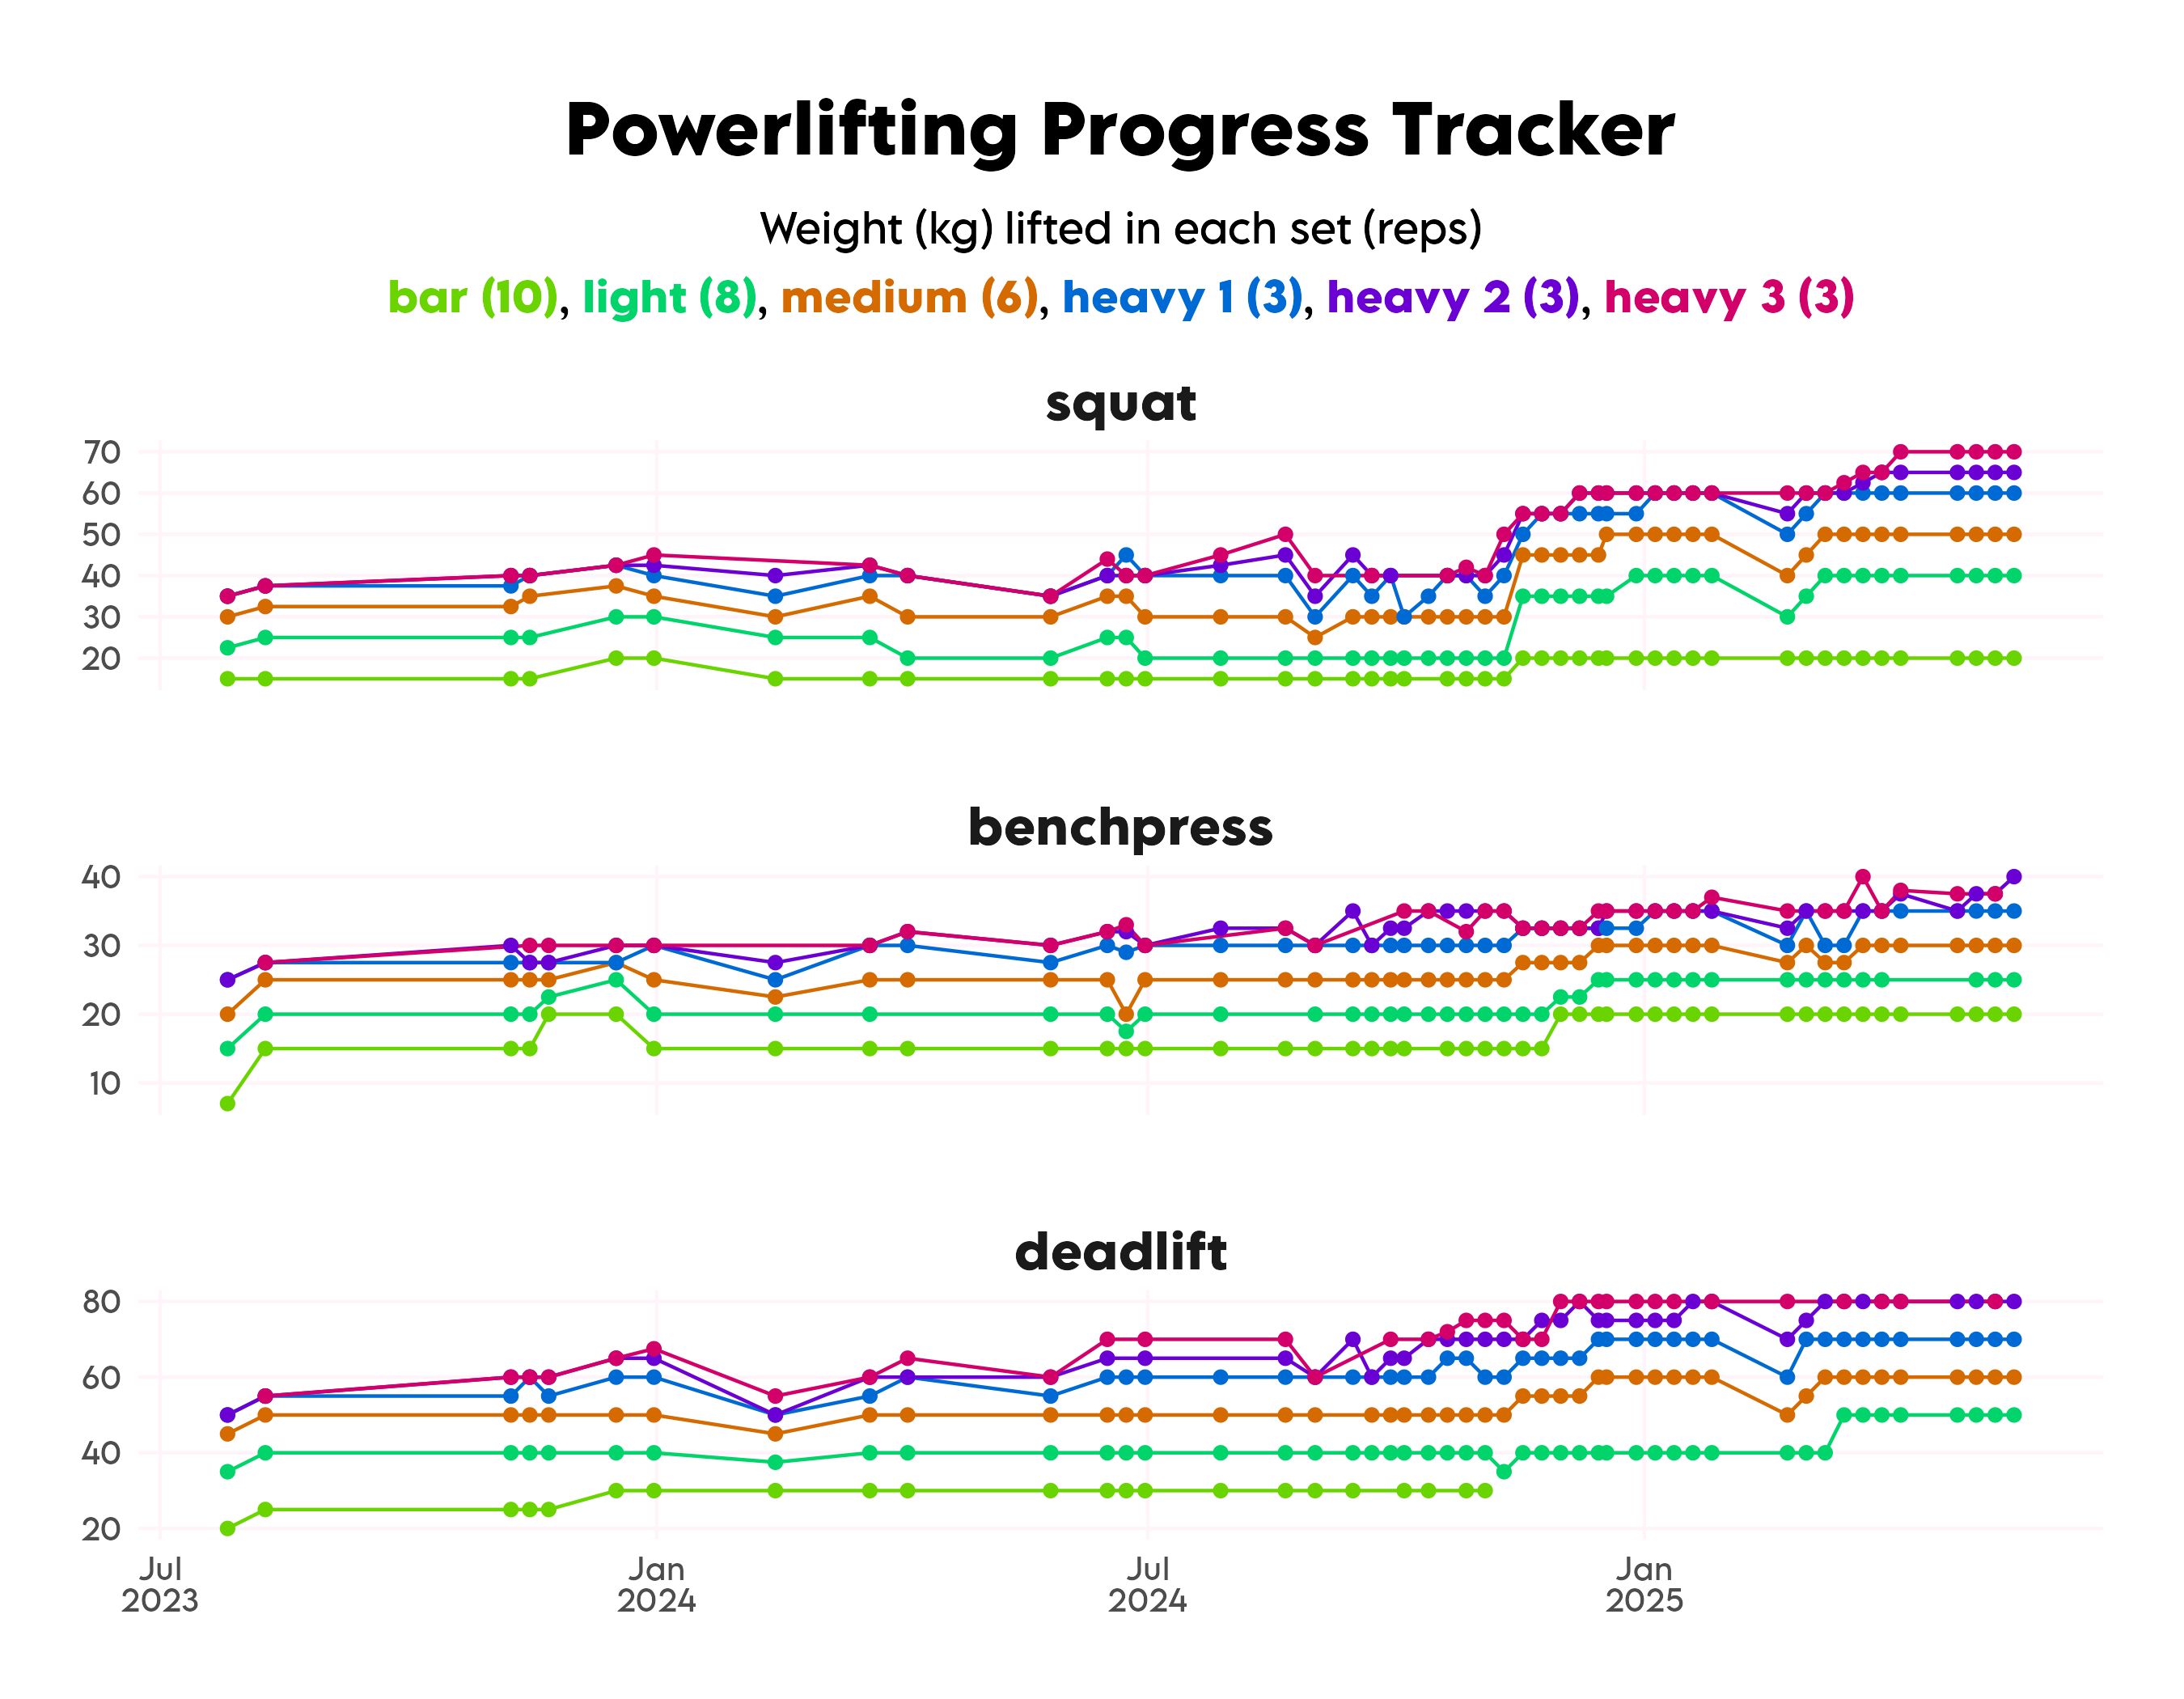 Powerlifting Progress Tracker
Weight (kg) lifted in each set (reps)
bar (10), light (8), medium (6), heavy 1 (3), heavy 2 (3), heavy 3 (3)
squat
70
60
50
40
30
20
benchpress
40
30
20
10
deadlift
80
60
40
20
Jul Jan Jul Jan
2023 2024 2024 2025